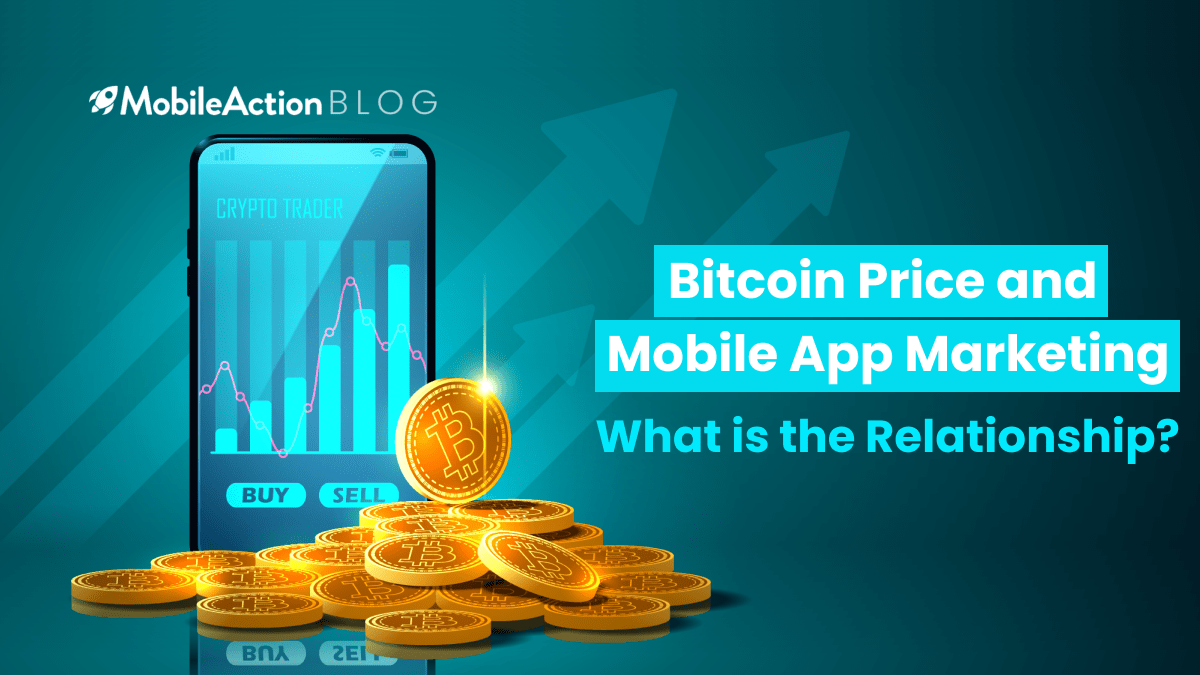 MobileAction BLOG
CRYPTO TRADER
BUY SELL
Bitcoin Price and
Mobile App Marketing
What is the Relationship?